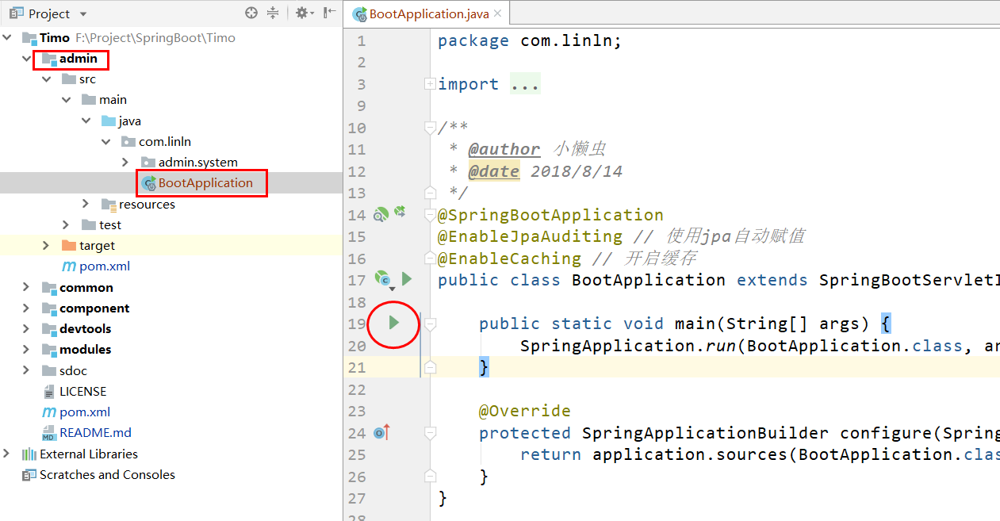 Project
Timo F:\Project\SpringBoot\Timo
admin
src
main
java
com.linln
admin.system
BootApplication
resources
test
target
pom.xml
common
component
devtools
modules
sdoc
LICENSE
pom.xml
README.md
External Libraries
Scratches and Consoles
BootApplication.java
1 package com.linln;
2
3 import ...
9
10 /**
11 * @author 小懒虫
12 * @date 2018/8/14
13 */
14 @SpringBootApplication
15 @EnableJpaAuditing // 使用jpa自动赋值
16 @EnableCaching // 开启缓存
17 public class BootApplication extends SpringBootServletI
18
19 public static void main(String[] args) {
20 SpringApplication.run(BootApplication.class, ar
21 }
22
23 @Override
24 protected SpringApplicationBuilder configure(Spring
25 return application.sources(BootApplication.clas
26 }
27 }
28